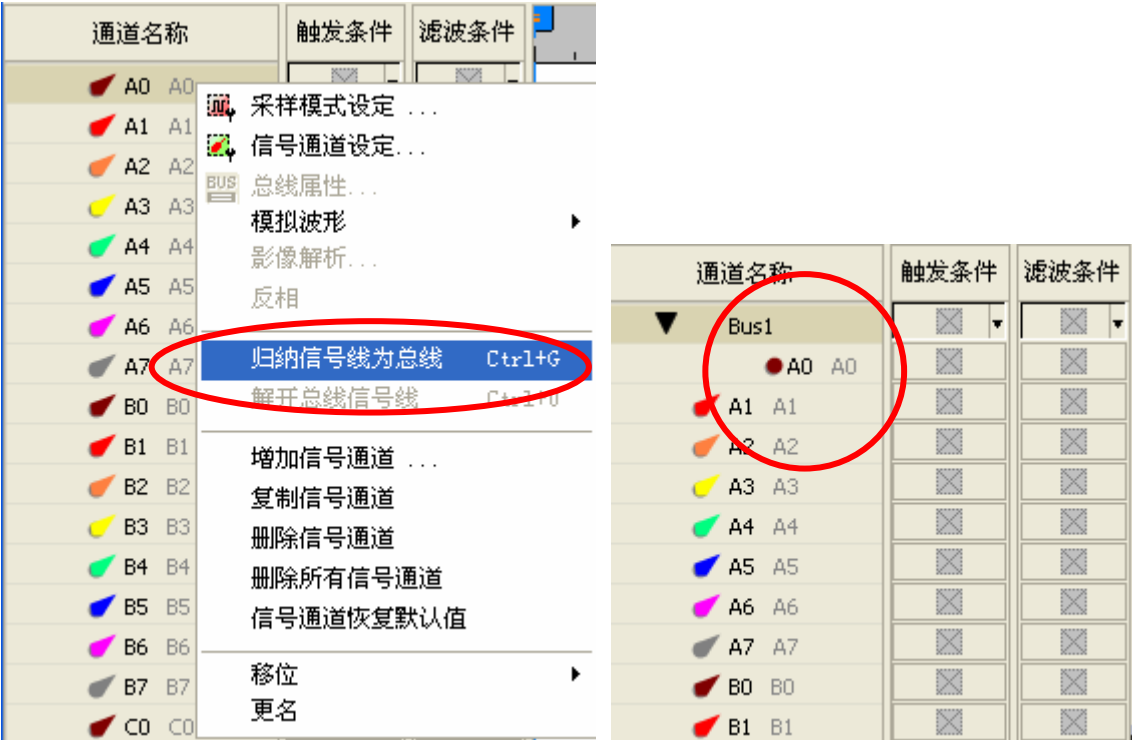 通道名称 触发条件 滤波条件
A0 A0
A1 A1
A2 A2
A3 A3
A4 A4
A5 A5
A6 A6
A7 A7
B0 B0
B1 B1
B2 B2
B3 B3
B4 B4
B5 B5
B6 B6
B7 B7
C0 C0
采样模式设定 ...
信号通道设定...
BUS 总线属性...
模拟波形
影像解析...
反相
归纳信号线为总线 Ctrl+G
解开总线信号线 Ctrl+U
增加信号通道 ...
复制信号通道
删除信号通道
删除所有信号通道
信号通道恢复默认值
移位
更名
通道名称 触发条件 滤波条件
Bus1
A0 A0
A1 A1
A2 A2
A3 A3
A4 A4
A5 A5
A6 A6
A7 A7
B0 B0
B1 B1